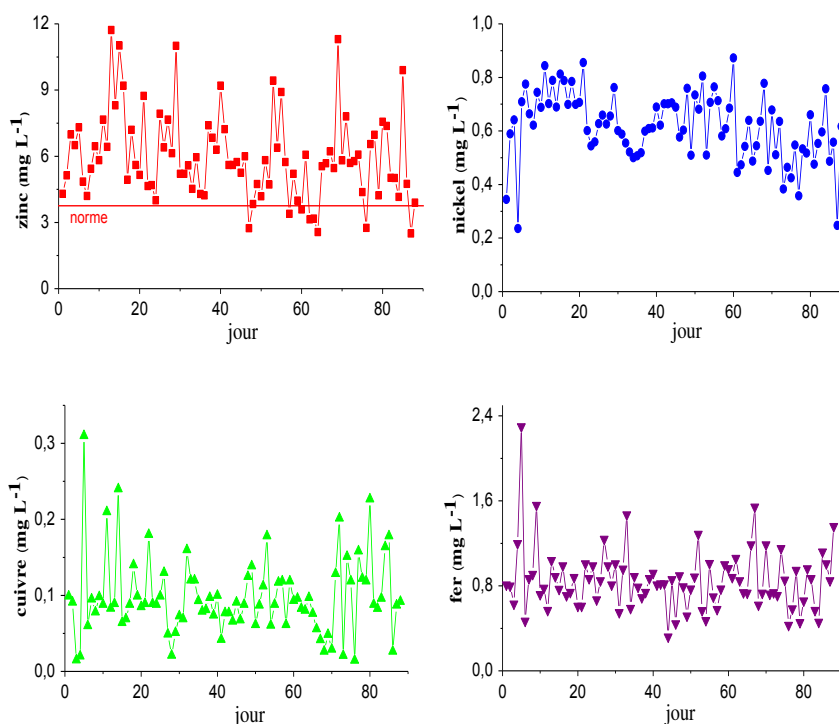 12
9
6
3
0
zinc (mg L-1)
norme
0 20 40 60 80
jour
1,0
0,8
0,6
0,4
0,2
0,0
nickel (mg L-1)
0 20 40 60 80
jour
0,3
0,2
0,1
0,0
cuivre (mg L-1)
0 20 40 60 80
jour
2,4
1,6
0,8
0,0
fer (mg L-1)
0 20 40 60 80
jour